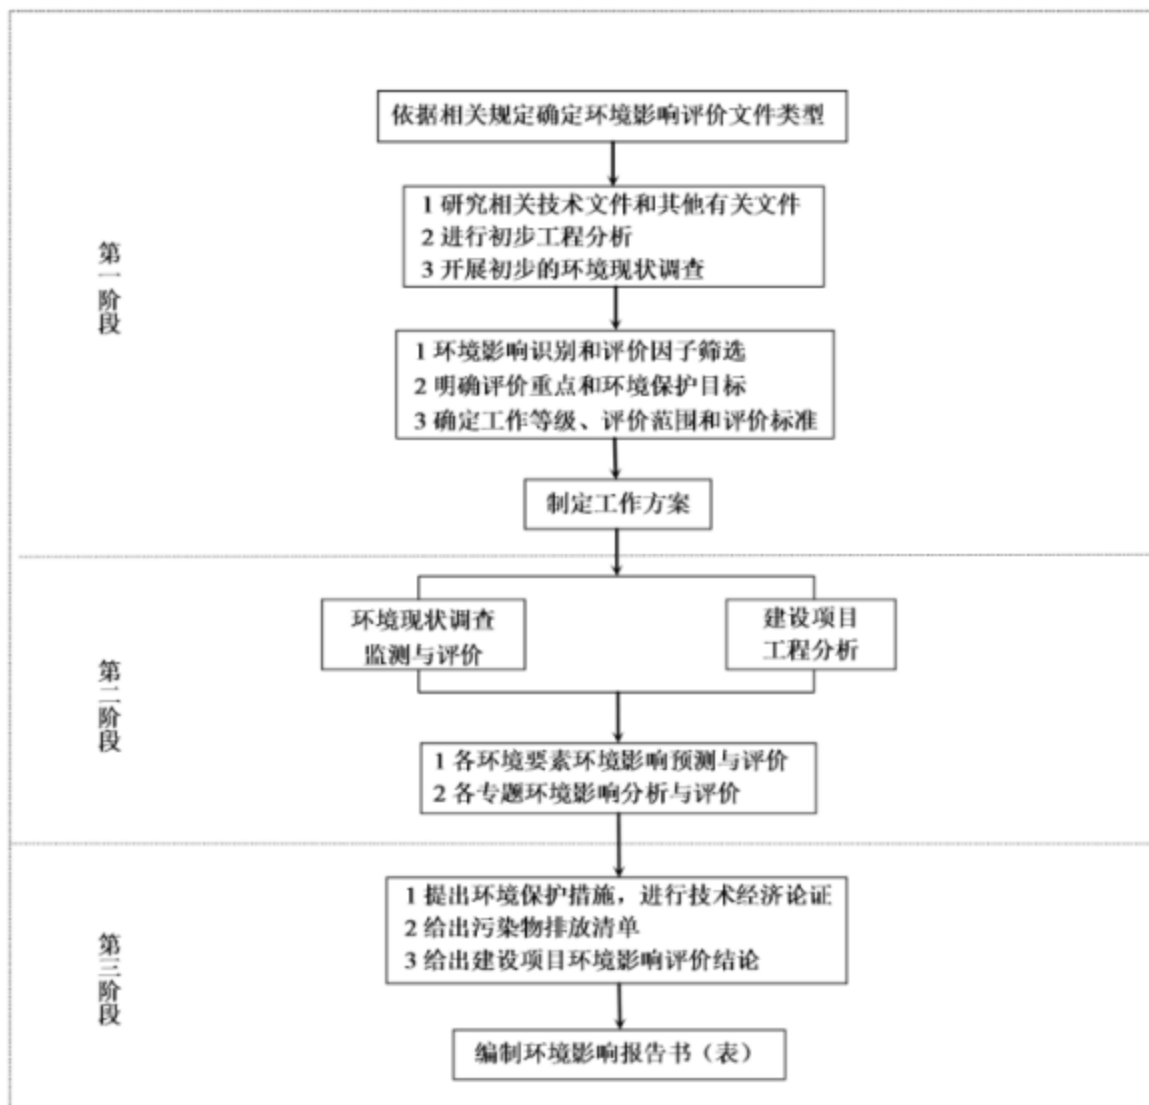 依据相关规定确定环境影响评价文件类型
1 研究相关技术文件和其他有关文件
2 进行初步工程分析
3 开展初步的环境现状调查
第一阶段
1 环境影响识别和评价因子筛选
2 明确评价重点和环境保护目标
3 确定工作等级、评价范围和评价标准
制定工作方案
环境现状调查
监测与评价
建设项目
工程分析
第二阶段
1 各环境要素环境影响预测与评价
2 各专题环境影响分析与评价
1 提出环境保护措施，进行技术经济论证
2 给出污染物排放清单
3 给出建设项目环境影响评价结论
第三阶段
编制环境影响报告书（表）